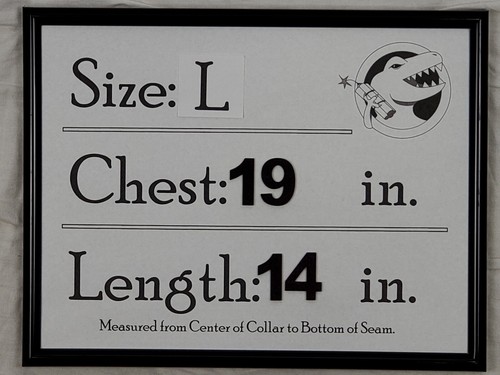 Size: L
Chest:19 in.
Length:14 in.
Measured from Center of Collar to Bottom of Seam.